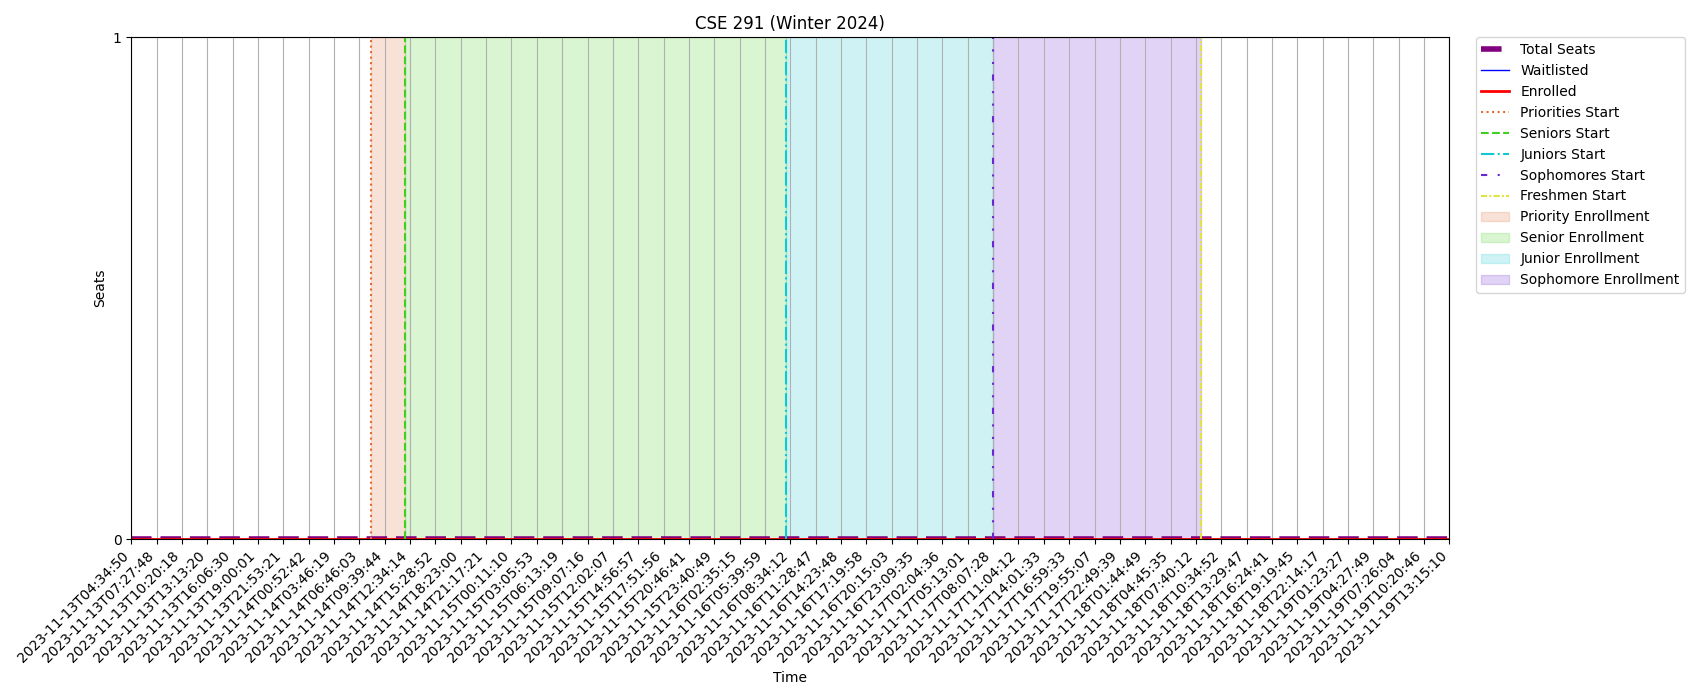 CSE 291 (Winter 2024)
1
0
Seats
2023-11-13T04:34:50
2023-11-13T07:27:48
2023-11-13T10:20:18
2023-11-13T13:13:20
2023-11-13T16:06:30
2023-11-13T19:00:01
2023-11-13T21:53:21
2023-11-14T00:52:42
2023-11-14T03:46:19
2023-11-14T06:46:03
2023-11-14T09:39:44
2023-11-14T12:34:14
2023-11-14T15:28:52
2023-11-14T18:23:00
2023-11-14T21:17:21
2023-11-15T00:11:10
2023-11-15T03:05:53
2023-11-15T06:13:19
2023-11-15T09:07:16
2023-11-15T12:02:07
2023-11-15T14:56:57
2023-11-15T17:51:56
2023-11-15T20:46:41
2023-11-15T23:40:49
2023-11-16T02:35:15
2023-11-16T05:39:59
2023-11-16T08:34:12
2023-11-16T11:28:47
2023-11-16T14:23:48
2023-11-16T17:19:58
2023-11-16T20:15:03
2023-11-16T23:09:35
2023-11-17T02:04:36
2023-11-17T05:13:01
2023-11-17T08:07:28
2023-11-17T11:04:12
2023-11-17T14:01:33
2023-11-17T16:59:33
2023-11-17T19:55:07
2023-11-17T22:49:39
2023-11-18T01:44:49
2023-11-18T04:45:35
2023-11-18T07:40:12
2023-11-18T10:34:52
2023-11-18T13:29:47
2023-11-18T16:24:41
2023-11-18T19:19:45
2023-11-18T22:14:17
2023-11-19T01:23:27
2023-11-19T04:27:49
2023-11-19T07:26:04
2023-11-19T10:20:46
2023-11-19T13:15:10
Time
Total Seats
Waitlisted
Enrolled
Priorities Start
Seniors Start
Juniors Start
Sophomores Start
Freshmen Start
Priority Enrollment
Senior Enrollment
Junior Enrollment
Sophomore Enrollment